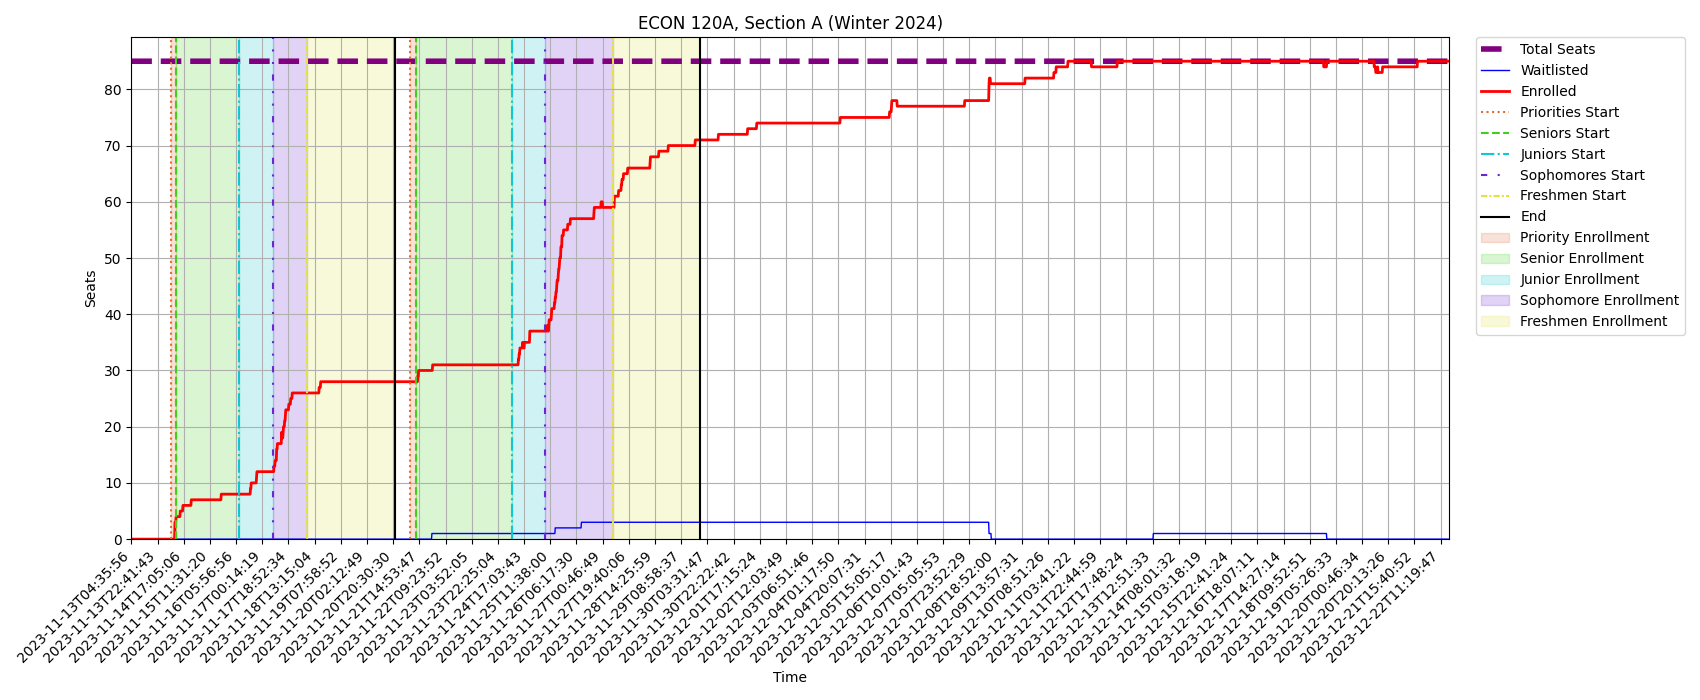 ECON 120A, Section A (Winter 2024)
Seats
0
10
20
30
40
50
60
70
80
2023-11-13T04:35:56
2023-11-13T22:41:43
2023-11-14T17:05:06
2023-11-15T11:31:20
2023-11-16T05:56:56
2023-11-17T00:14:19
2023-11-17T18:52:34
2023-11-18T13:15:04
2023-11-19T07:58:52
2023-11-20T02:12:49
2023-11-20T20:30:30
2023-11-21T14:53:47
2023-11-22T09:23:52
2023-11-23T03:52:05
2023-11-23T22:25:04
2023-11-24T17:03:43
2023-11-25T11:38:00
2023-11-26T06:17:30
2023-11-27T00:46:49
2023-11-27T19:40:06
2023-11-28T14:25:59
2023-11-29T08:58:37
2023-11-30T03:31:47
2023-11-30T22:22:42
2023-12-01T17:15:24
2023-12-02T12:03:49
2023-12-03T06:51:46
2023-12-04T01:17:50
2023-12-04T20:07:31
2023-12-05T15:05:17
2023-12-06T10:01:43
2023-12-07T05:05:53
2023-12-07T23:52:29
2023-12-08T18:52:00
2023-12-09T13:57:31
2023-12-10T08:51:26
2023-12-11T03:41:22
2023-12-11T22:44:59
2023-12-12T17:48:24
2023-12-13T12:51:33
2023-12-14T08:01:32
2023-12-15T03:18:19
2023-12-15T22:41:24
2023-12-16T18:07:11
2023-12-17T14:27:14
2023-12-18T09:52:51
2023-12-19T05:26:33
2023-12-20T00:46:34
2023-12-20T20:13:26
2023-12-21T15:40:52
2023-12-22T11:19:47
Time
Total Seats
Waitlisted
Enrolled
Priorities Start
Seniors Start
Juniors Start
Sophomores Start
Freshmen Start
End
Priority Enrollment
Senior Enrollment
Junior Enrollment
Sophomore Enrollment
Freshmen Enrollment